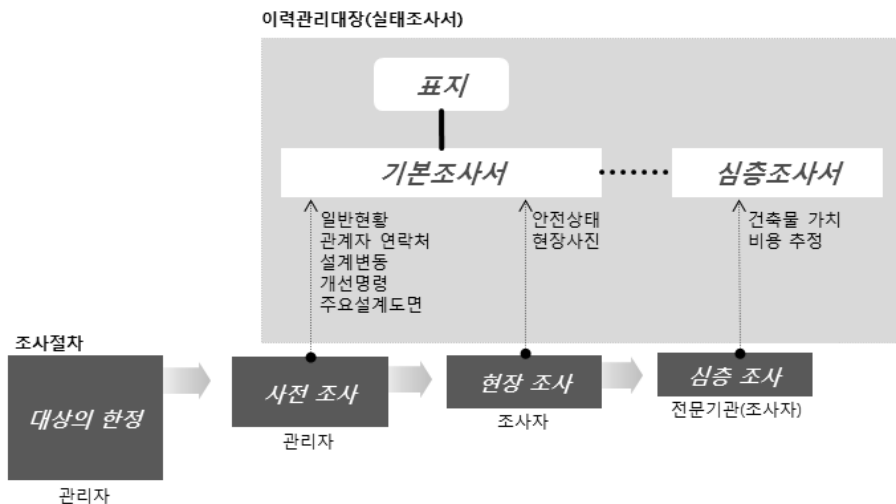 이력관리대장(실태조사서)
표지
기본조사서
심층조사서
일반현황
관계자 연락처
설계변동
개선명령
주요설계도면
안전상태
현장사진
건축물 가치
비용 추정
조사절차
대상의 한정
관리자
사전 조사
관리자
현장 조사
조사자
심층 조사
전문기관(조사자)